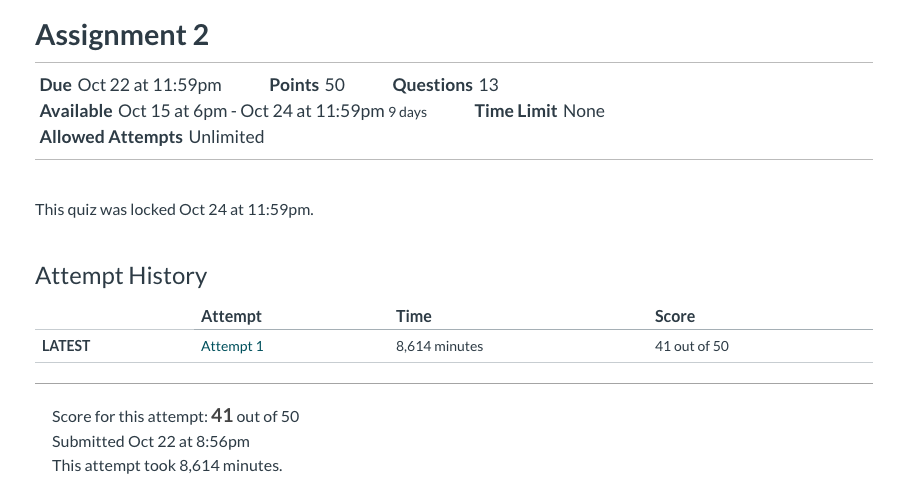 Assignment 2
Due Oct 22 at 11:59pm Points 50 Questions 13
Available Oct 15 at 6pm - Oct 24 at 11:59pm 9 days Time Limit None
Allowed Attempts Unlimited
This quiz was locked Oct 24 at 11:59pm.
Attempt History
Attempt Time Score
LATEST Attempt 1 8,614 minutes 41 out of 50
Score for this attempt: 41 out of 50
Submitted Oct 22 at 8:56pm
This attempt took 8,614 minutes.